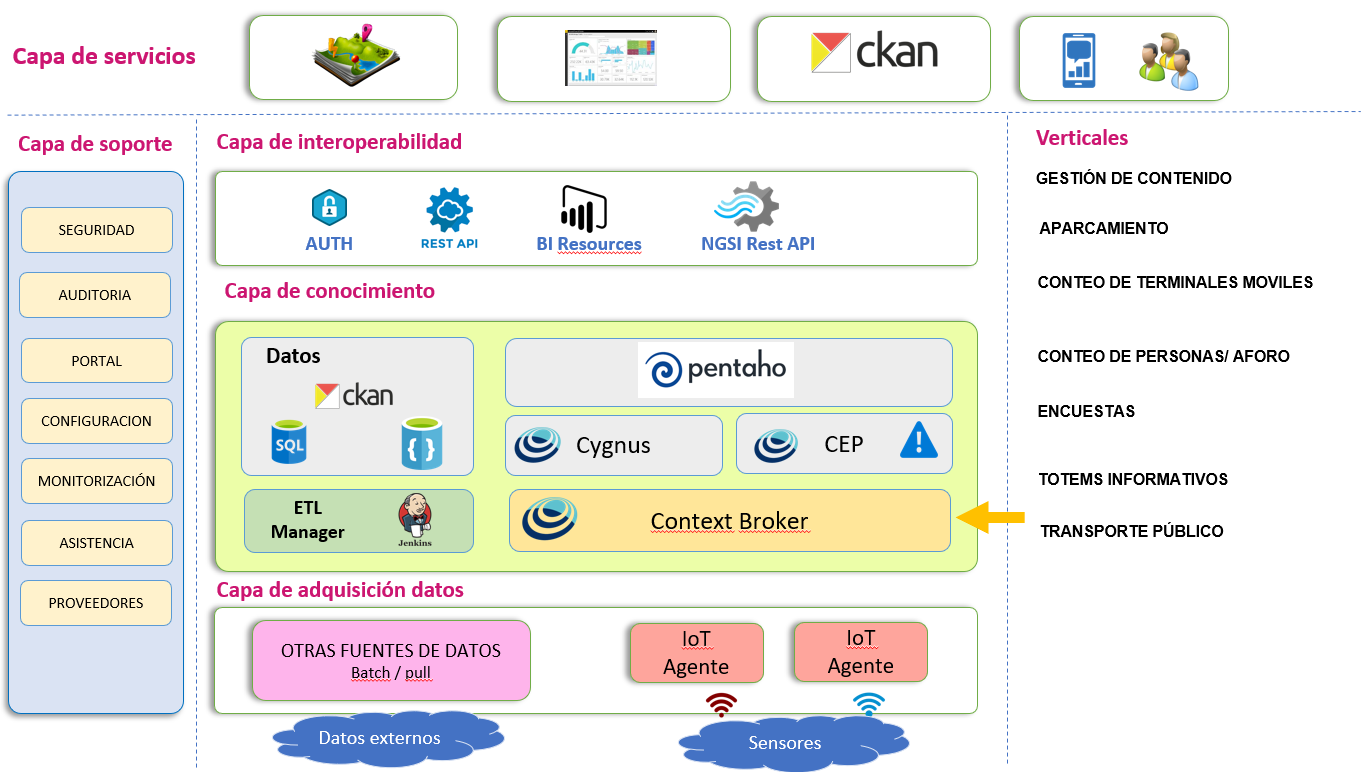 Capa de servicios
ckan
Capa de soporte
SEGURIDAD
AUDITORIA
PORTAL
CONFIGURACION
MONITORIZACIÓN
ASISTENCIA
PROVEEDORES
Capa de interoperabilidad
AUTH
REST API
BI Resources
NGSI Rest API
Capa de conocimiento
Datos
ckan
SQL
{ }
pentaho
Cygnus
CEP
ETL
Manager
Jenkins
Context Broker
Capa de adquisición datos
OTRAS FUENTES DE DATOS
Batch / pull
IoT
Agente
IoT
Agente
Datos externos
Sensores
Verticales
GESTIÓN DE CONTENIDO
APARCAMIENTO
CONTEO DE TERMINALES MOVILES
CONTEO DE PERSONAS/ AFORO
ENCUESTAS
TOTEMS INFORMATIVOS
TRANSPORTE PÚBLICO